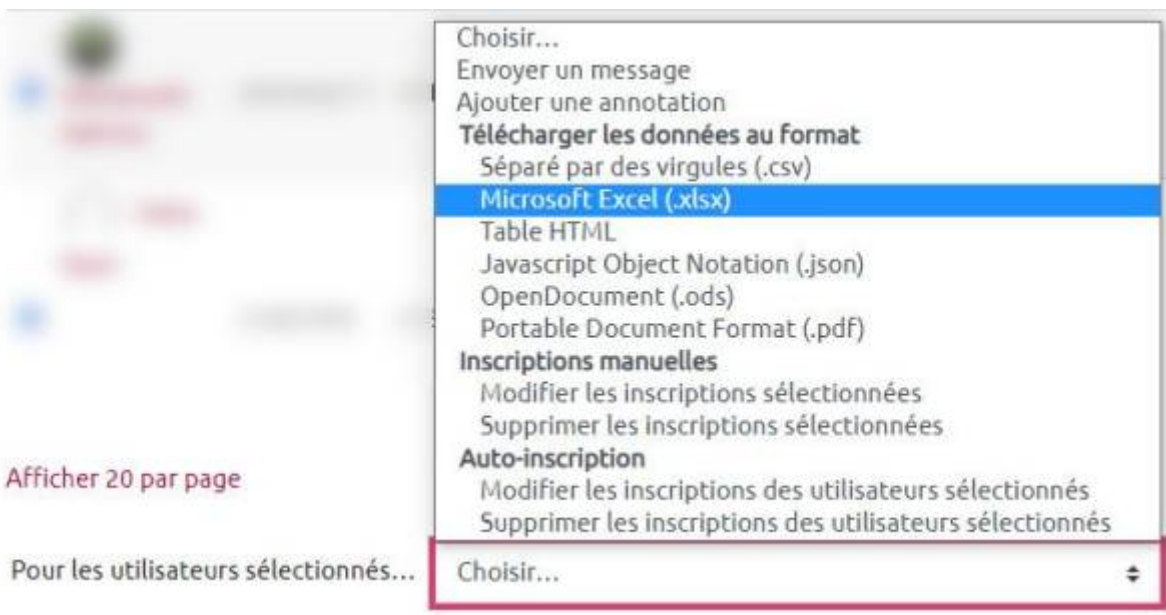 Choisir...
Envoyer un message
Ajouter une annotation
Télécharger les données au format
Séparé par des virgules (.csv)
Microsoft Excel (.xlsx)
Table HTML
Javascript Object Notation (.json)
OpenDocument (.ods)
Portable Document Format (.pdf)
Inscriptions manuelles
Modifier les inscriptions sélectionnées
Supprimer les inscriptions sélectionnées
Auto-inscription
Modifier les inscriptions des utilisateurs sélectionnés
Supprimer les inscriptions des utilisateurs sélectionnés
Afficher 20 par page
Pour les utilisateurs sélectionnés... Choisir...